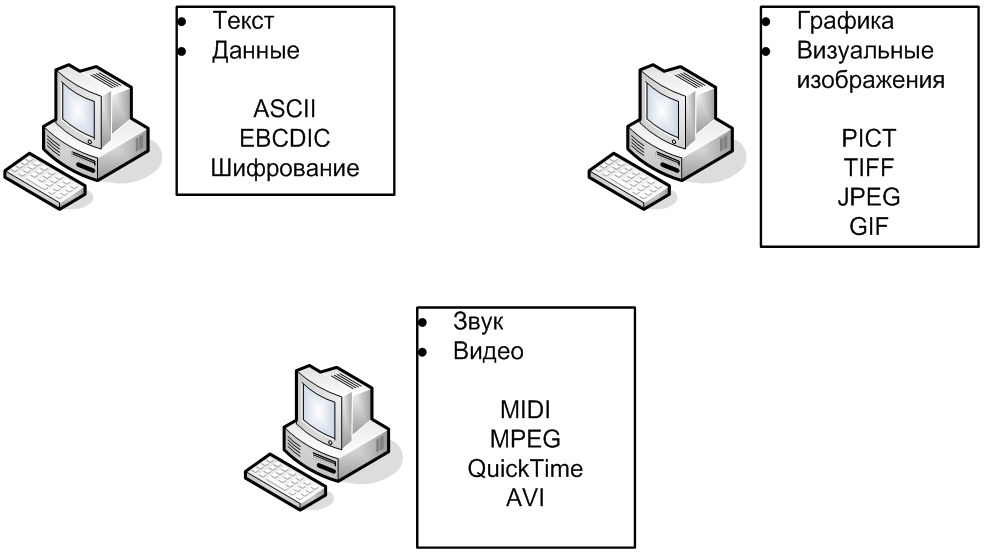 • Текст
• Данные
ASCII
EBCDIC
Шифрование
• Графика
• Визуальные
изображения
PICT
TIFF
JPEG
GIF
• Звук
• Видео
MIDI
MPEG
QuickTime
AVI